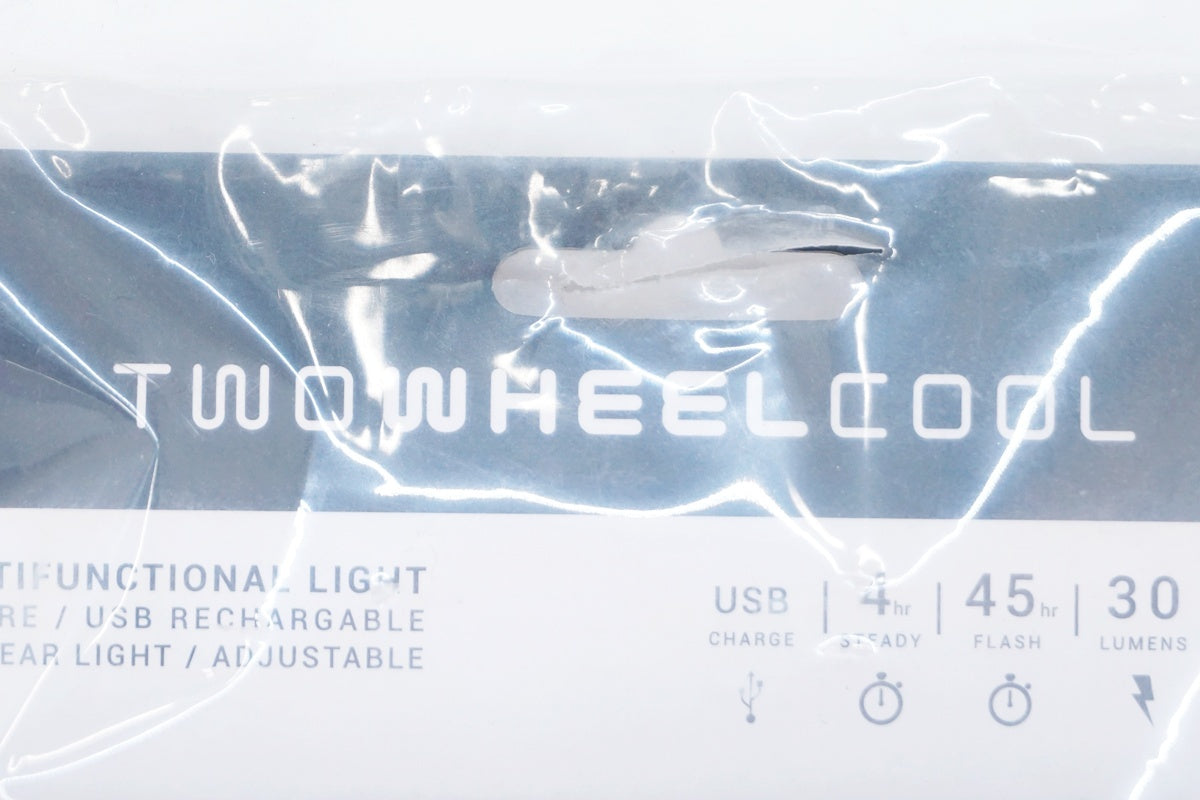 TWOWHEELCOOL
TIFUNCTIONAL LIGHT
RE / USB RECHARGABLE
EAR LIGHT / ADJUSTABLE
USB | 4hr | 45hr | 30
CHARGE STEADY FLASH LUMENS